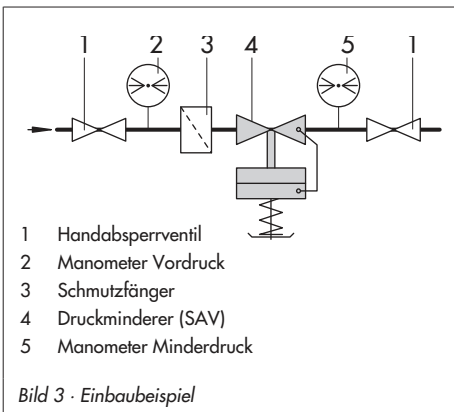 1 2 3 4 5 1
1 Handabsperrventil
2 Manometer Vordruck
3 Schmutzfänger
4 Druckminderer (SAV)
5 Manometer Minderdruck
Bild 3 · Einbaubeispiel